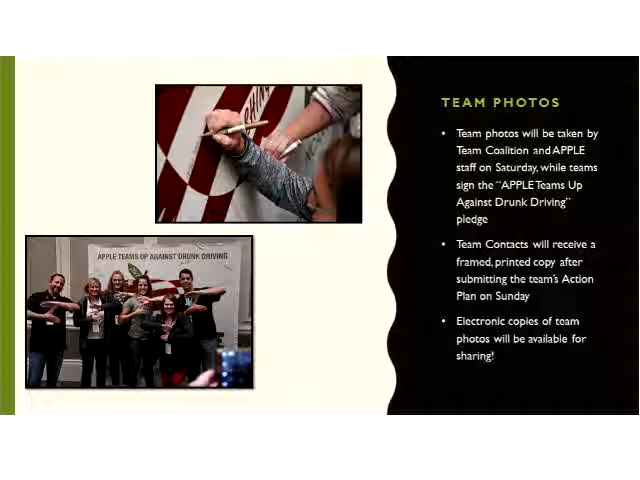 TEAM PHOTOS
• Team photos will be taken by
Team Coalition and APPLE
staff on Saturday, while teams
sign the "APPLE Teams Up
Against Drunk Driving"
pledge
• Team Contacts will receive a
framed, printed copy after
submitting the team's Action
Plan on Sunday
• Electronic copies of team
photos will be available for
sharing!
APPLE TEAMS UP AGAINST DRUNK DRIVING